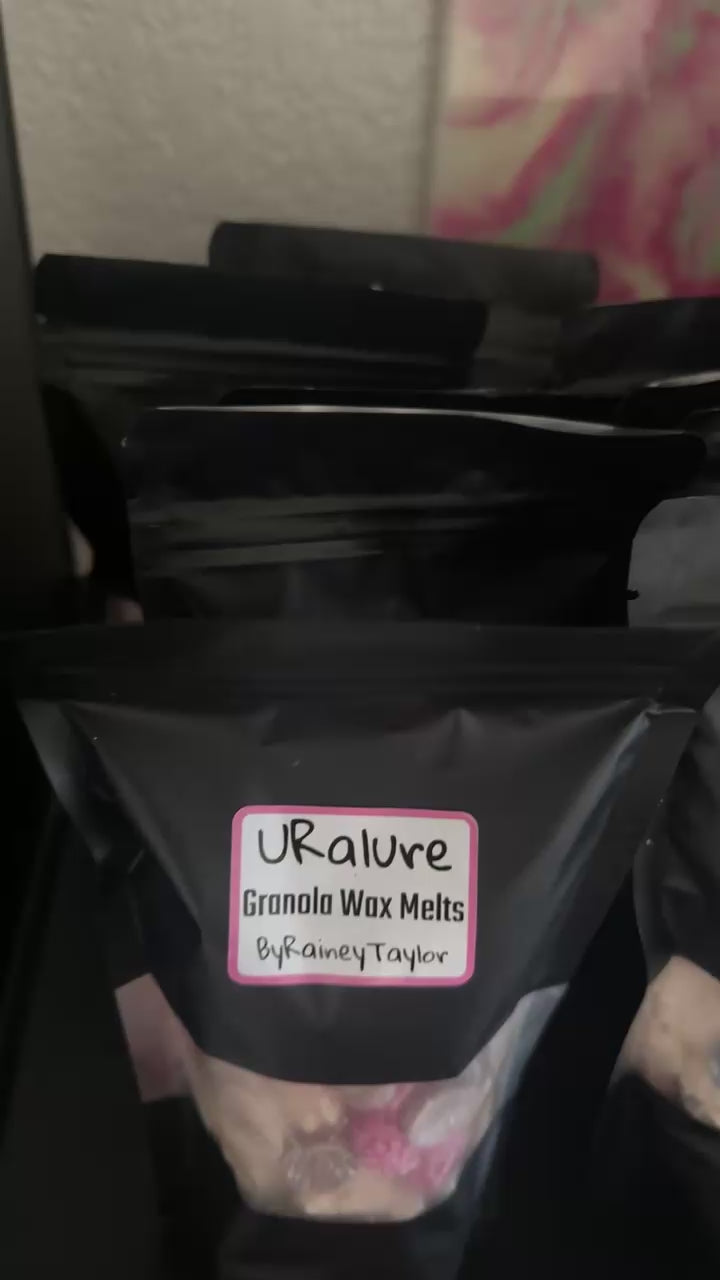 URalure
Granola Wax Melts
ByRaineyTaylor